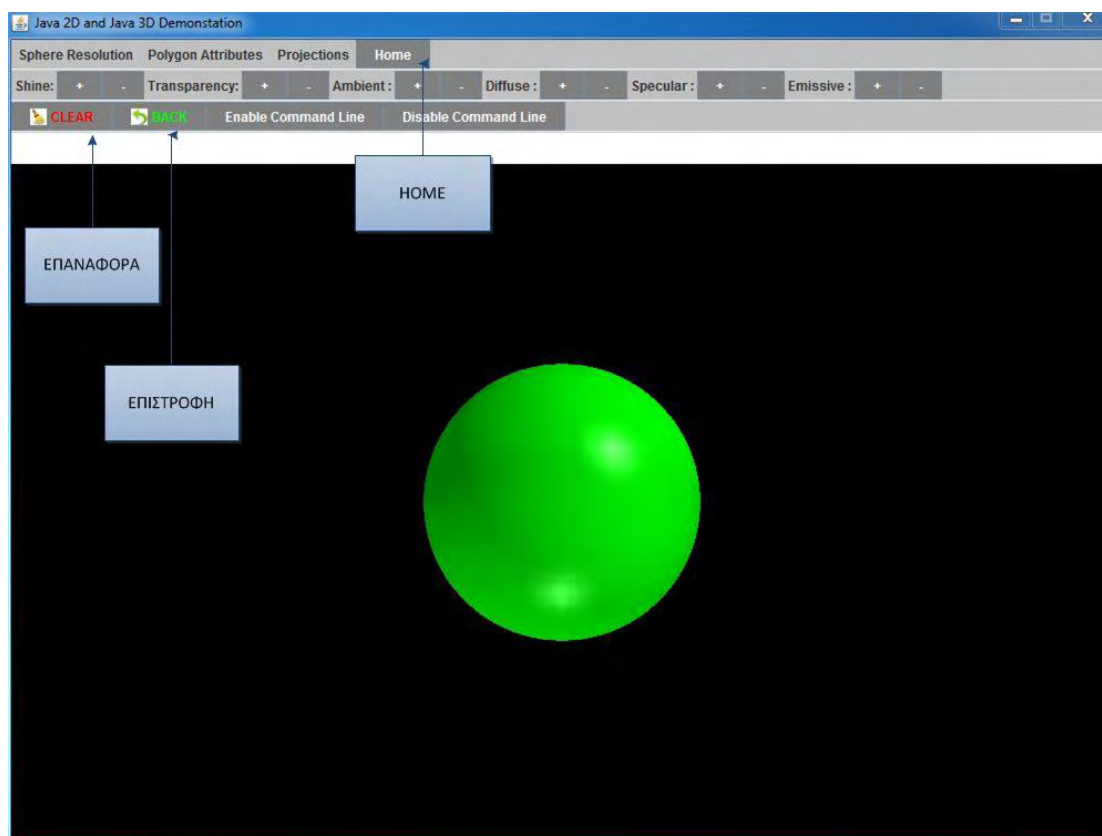 Java 2D and Java 3D Demonstation
Sphere Resolution Polygon Attributes Projections Home
Shine: + - Transparency: + - Ambient : + - Diffuse : + - Specular : + - Emissive : + -
CLEAR BACK Enable Command Line Disable Command Line
HOME
ΕΠΑΝΑΦΟΡΑ
ΕΠΙΣΤΡΟΦΗ